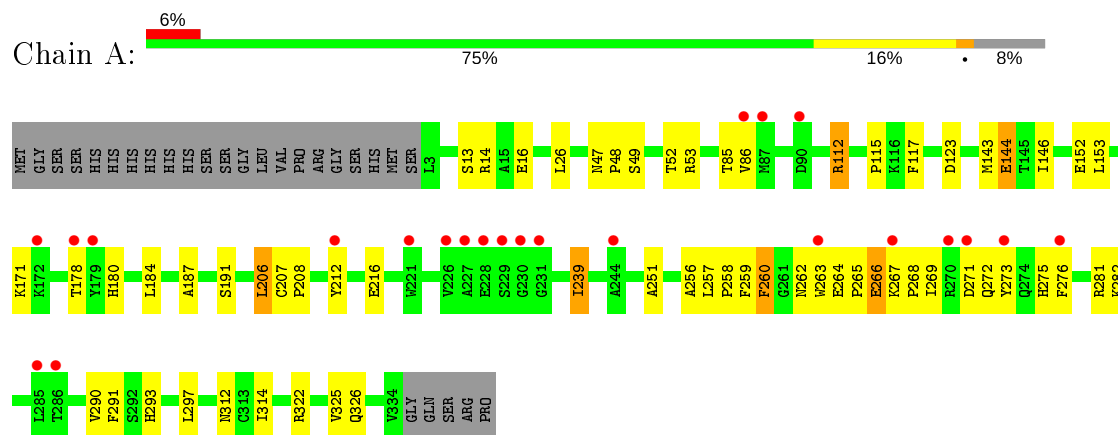 6%
Chain A:
75% 16% • 8%
MET GLY SER SER HIS HIS HIS HIS HIS HIS SER SER GLY LEU VAL PRO ARG GLY SER HIS MET SER L3 S13 R14 A15 E16 L26 N47 P48 S49 T52 R53 T85 V86 M87 D90 R112 P115 K116 F117 D123 M143 E144 T145 I146 E152 L153
K171 K172 T178 Y179 H180 L184 A187 S191 L206 C207 P208 Y212 E216 W221 V226 A227 E228 S229 G230 G231 I239 A244 A251 A256 L257 P258 F259 F260 G261 N262 W263 E264 P265 E266 K267 P268 I269 R270 D271 Q272 Y273 Q274 H275 F276 R281 K282
L285 T286 V290 F291 S292 H293 L297 N312 C313 I314 R322 V325 Q326 V334 GLY GLN SER ARG PRO